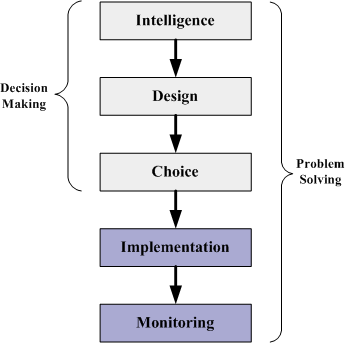 Intelligence
Decision
Making
Design
Choice
Problem
Solving
Implementation
Monitoring